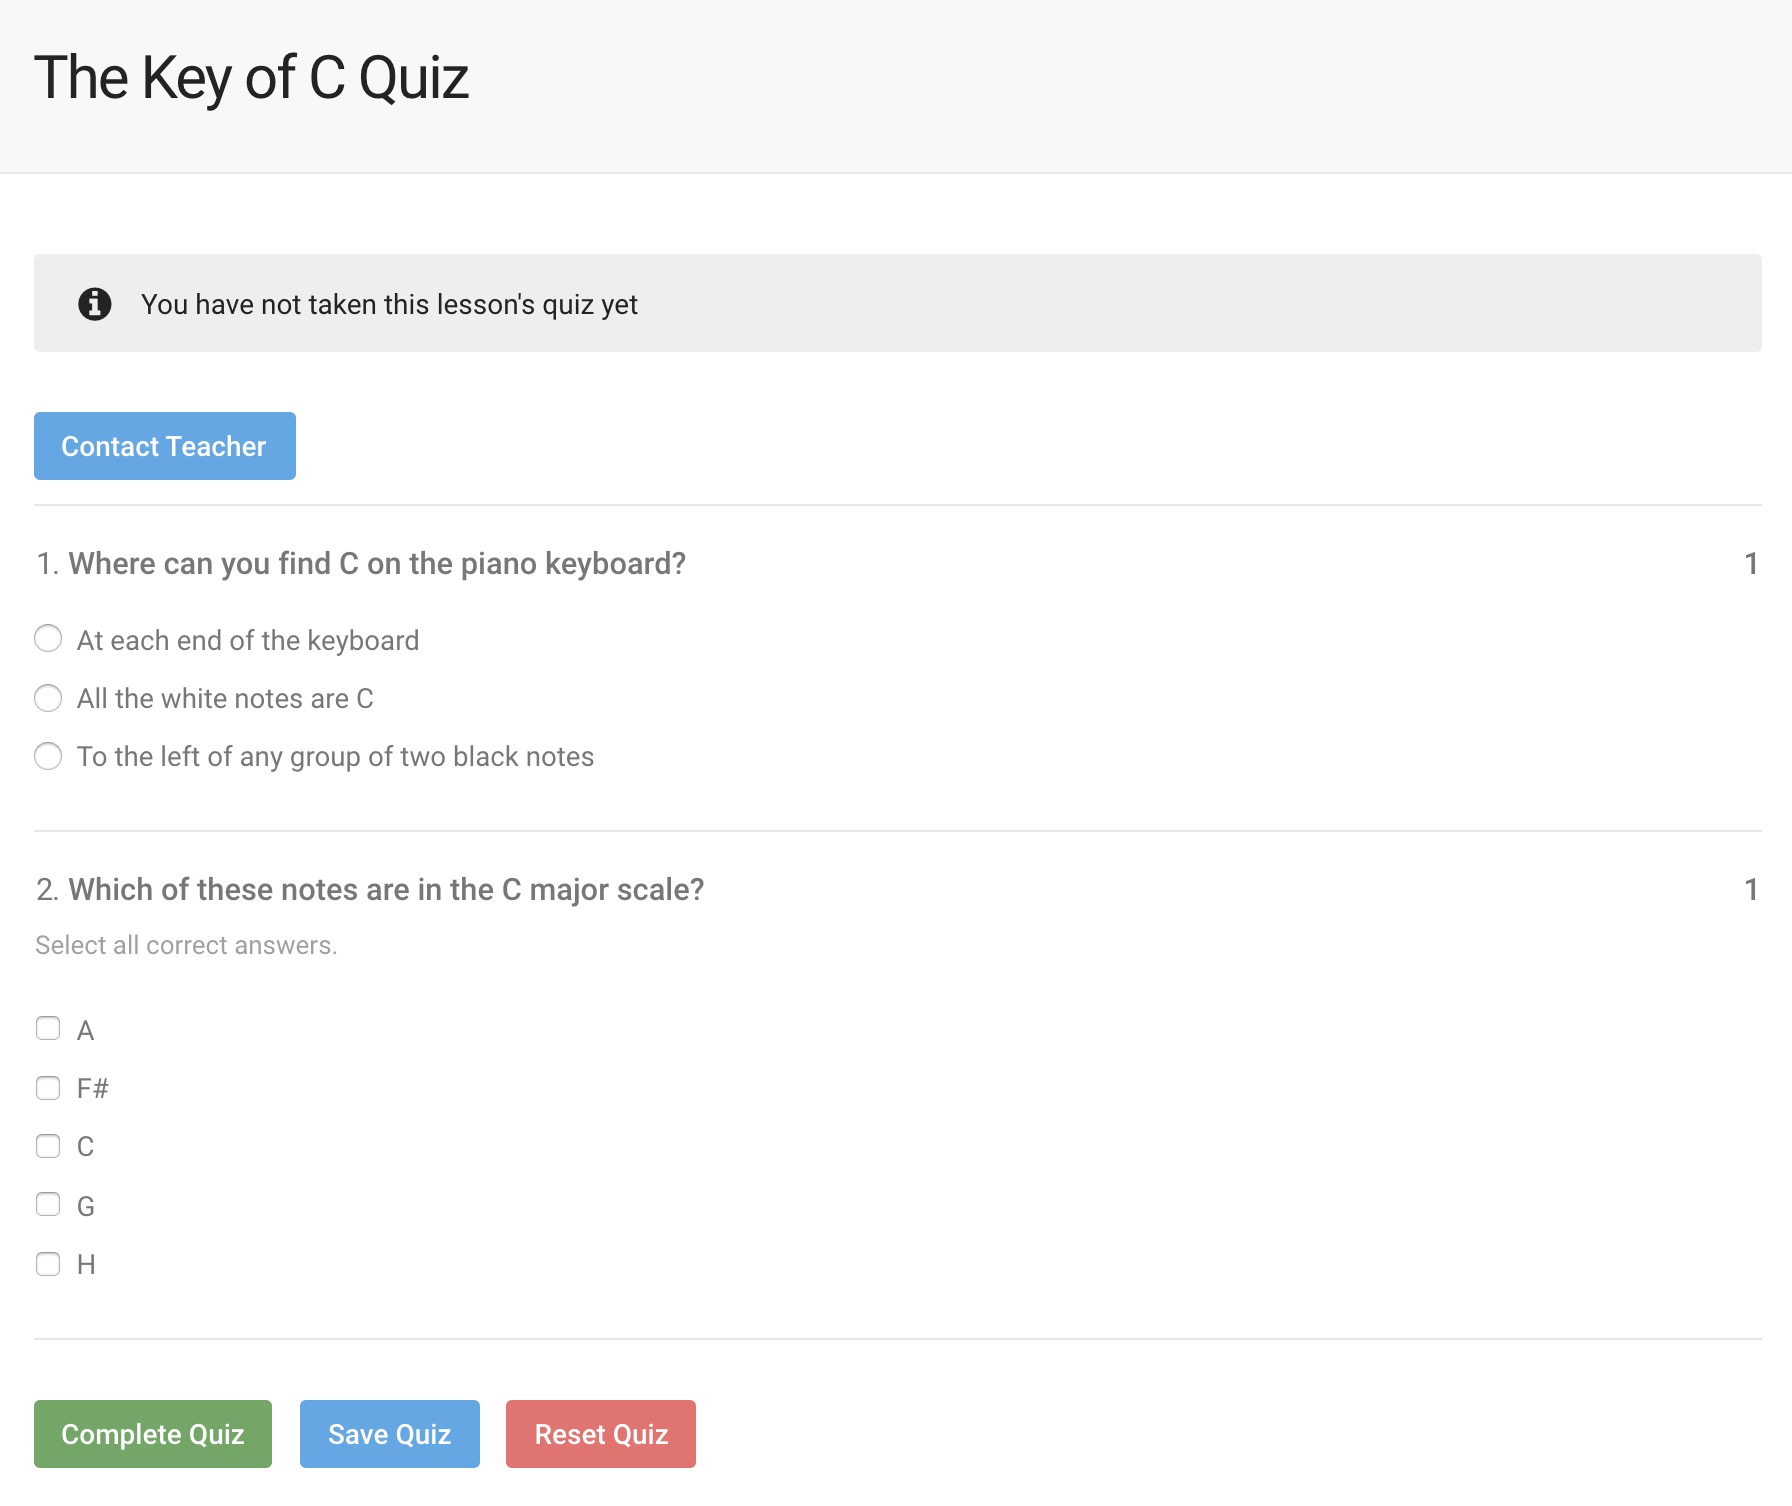 The Key of C Quiz
You have not taken this lesson's quiz yet
Contact Teacher
1. Where can you find C on the piano keyboard? 1
At each end of the keyboard
All the white notes are C
To the left of any group of two black notes
2. Which of these notes are in the C major scale? 1
Select all correct answers.
A
F#
C
G
H
Complete Quiz Save Quiz Reset Quiz